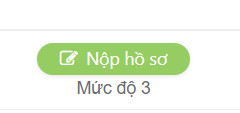 Nộp hồ sơ
Mức độ 3